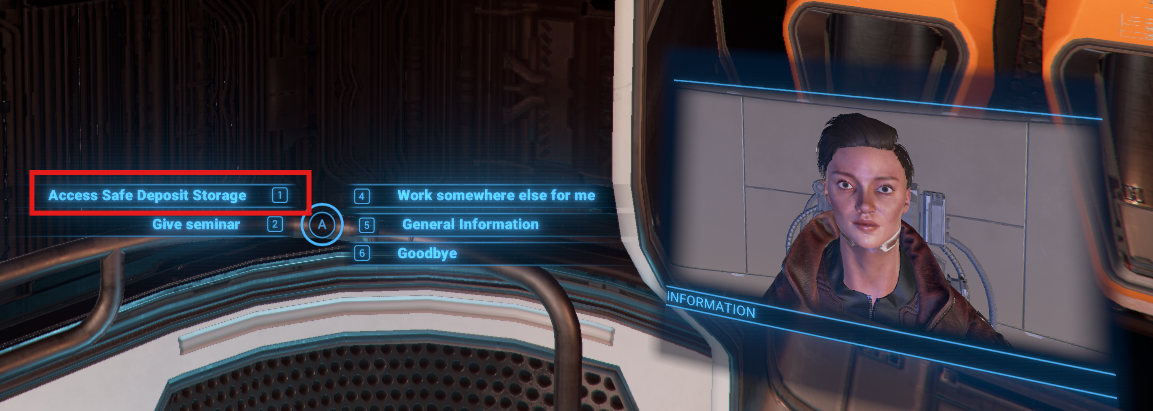 Access Safe Deposit Storage 1
Give seminar 2
A
4 Work somewhere else for me
5 General Information
6 Goodbye
INFORMATION